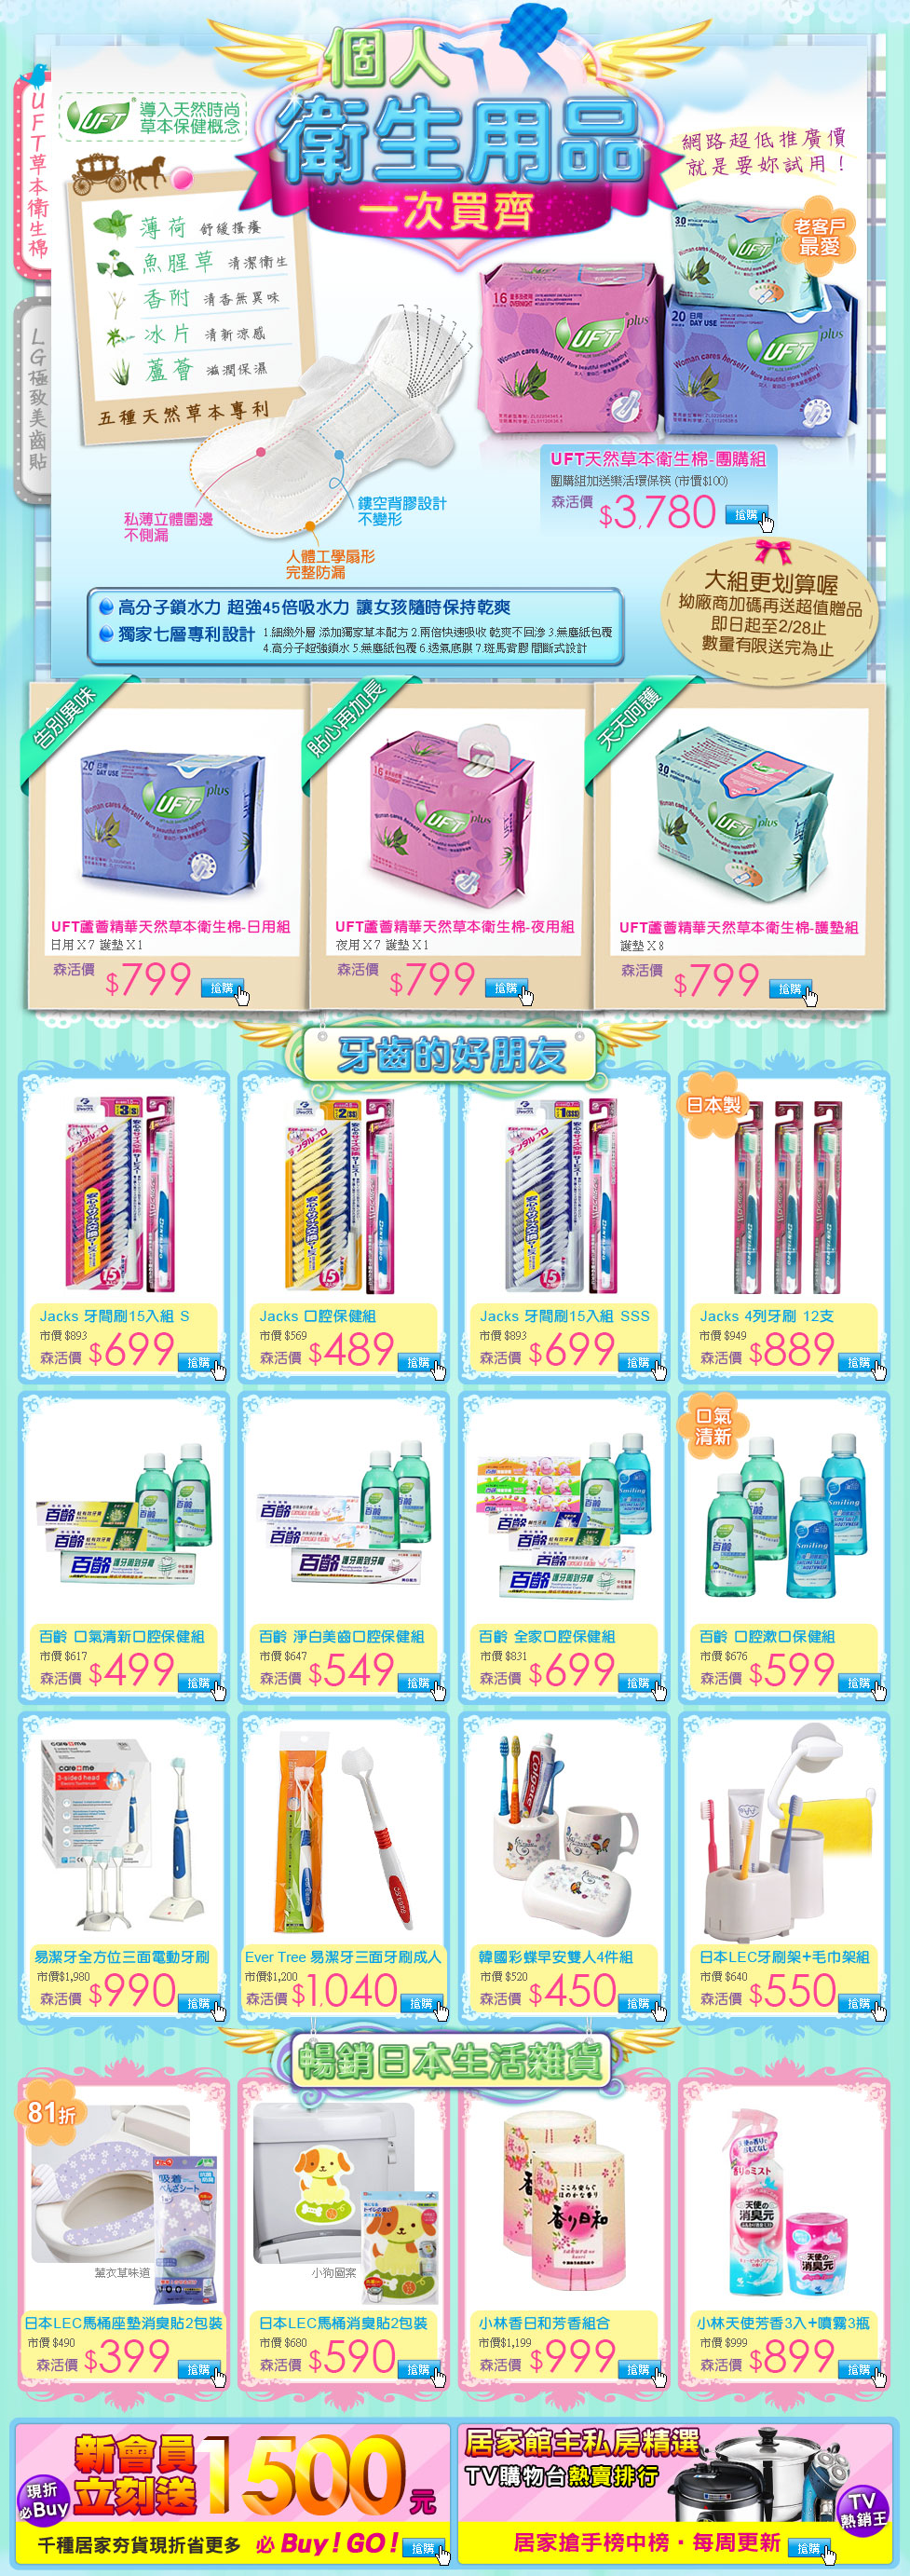 個人
衛生用品
一次買齊
UFT草本衛生棉
LG極致美齒貼
UFT
導入天然時尚
草本保健概念
網路超低推廣價
就是要妳試用！
薄荷 舒緩搔癢
魚腥草 清潔衛生
香附 清香無異味
冰片 清新涼感
蘆薈 滋潤保濕
五種天然草本專利
老客戶
最愛
私薄立體圍邊
不側漏
鏤空背膠設計
不變形
人體工學扇形
完整防漏
UFT天然草本衛生棉-團購組
團購組加送樂活環保筷 (市價$100)
森活價 $3,780 搶購
大組更划算喔
拗廠商加碼再送超值贈品
即日起至2/28止
數量有限送完為止
高分子鎖水力 超強45倍吸水力 讓女孩隨時保持乾爽
獨家七層專利設計 1.細緻外層 添加獨家草本配方 2.兩倍快速吸收 乾爽不回滲 3.無塵紙包覆
4.高分子超強鎖水 5.無塵紙包覆 6.透氣底膜 7.斑馬背膠 間斷式設計
告別異味
貼心再加長
天天呵護
UFT蘆薈精華天然草本衛生棉-日用組
日用 X 7 護墊 X 1
森活價 $799 搶購
UFT蘆薈精華天然草本衛生棉-夜用組
夜用 X 7 護墊 X 1
森活價 $799 搶購
UFT蘆薈精華天然草本衛生棉-護墊組
護墊 X 8
森活價 $799 搶購
牙齒的好朋友
日本製
Jacks 牙間刷15入組 S
市價 $893
森活價 $699 搶購
Jacks 口腔保健組
市價 $569
森活價 $489 搶購
Jacks 牙間刷15入組 SSS
市價 $893
森活價 $699 搶購
Jacks 4列牙刷 12支
市價 $949
森活價 $889 搶購
口氣
清新
百齡 口氣清新口腔保健組
市價 $617
森活價 $499 搶購
百齡 淨白美齒口腔保健組
市價 $647
森活價 $549 搶購
百齡 全家口腔保健組
市價 $831
森活價 $699 搶購
百齡 口腔漱口保健組
市價 $676
森活價 $599 搶購
易潔牙全方位三面電動牙刷
市價$1,980
森活價 $990 搶購
Ever Tree 易潔牙三面牙刷成人
市價$1,200
森活價 $1,040 搶購
韓國彩蝶早安雙人4件組
市價 $520
森活價 $450 搶購
日本LEC牙刷架+毛巾架組
市價 $640
森活價 $550 搶購
暢銷日本生活雜貨
81折
薰衣草味道
小狗圖案
日本LEC馬桶座墊消臭貼2包裝
市價 $490
森活價 $399 搶購
日本LEC馬桶消臭貼2包裝
市價 $680
森活價 $590 搶購
小林香日和芳香組合
市價$1,199
森活價 $999 搶購
小林天使芳香3入+噴霧3瓶
市價 $999
森活價 $899 搶購
新會員
立刻送1500元
現折
必Buy
千種居家夯貨現折省更多 必Buy！GO！ 搶購
居家館主私房精選
TV購物台熱賣排行
TV
熱銷王
居家搶手榜中榜・每周更新 搶購